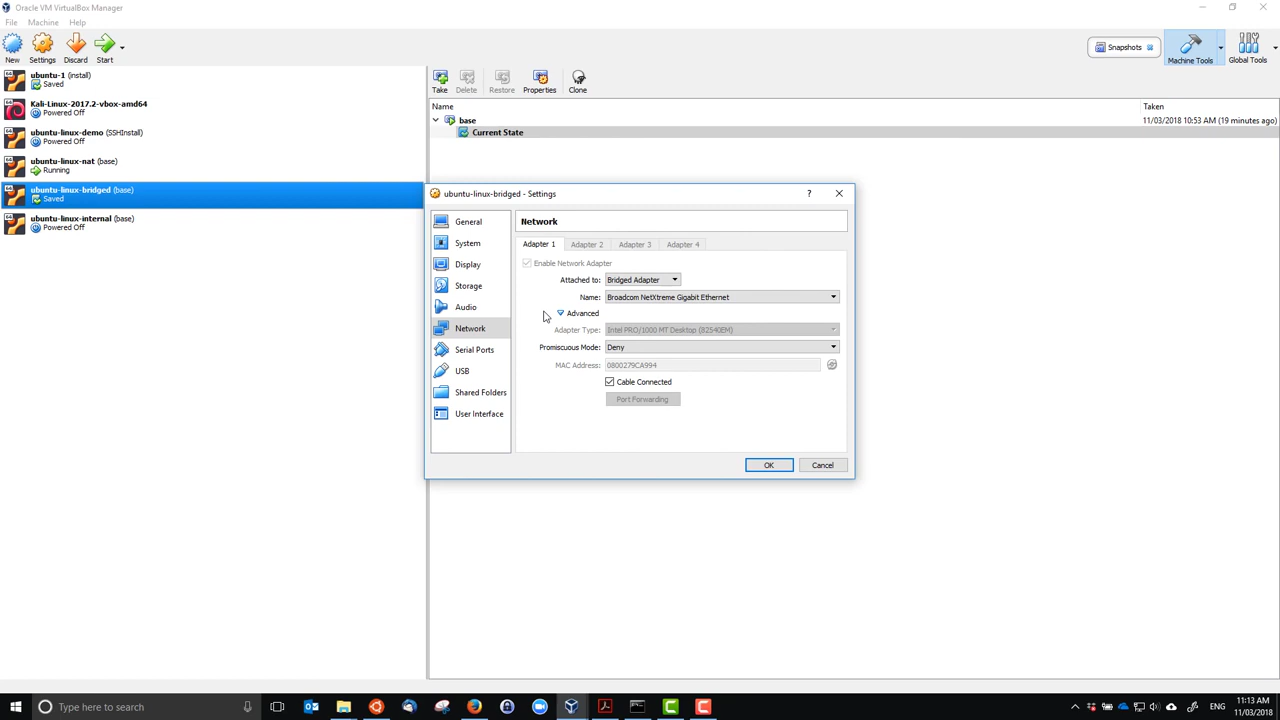 Oracle VM VirtualBox Manager
File Machine Help
New Settings Discard Start
Snapshots Machine Tools Global Tools
ubuntu-1 (install)
Saved
Kali-Linux-2017.2-vbox-amd64
Powered Off
ubuntu-linux-demo (SSHInstall)
Powered Off
ubuntu-linux-nat (base)
Running
ubuntu-linux-bridged (base)
Saved
ubuntu-linux-internal (base)
Powered Off
Take Delete Restore Properties Clone
Name Taken
base 11/03/2018 10:53 AM (19 minutes ago)
Current State
ubuntu-linux-bridged - Settings
?
General
System
Display
Storage
Audio
Network
Serial Ports
USB
Shared Folders
User Interface
Network
Adapter 1 Adapter 2 Adapter 3 Adapter 4
Enable Network Adapter
Attached to: Bridged Adapter
Name: Broadcom NetXtreme Gigabit Ethernet
Advanced
Adapter Type: Intel PRO/1000 MT Desktop (82540EM)
Promiscuous Mode: Deny
MAC Address: 0800279CA994
Cable Connected
Port Forwarding
OK Cancel
Type here to search
ENG
11:13 AM
11/03/2018